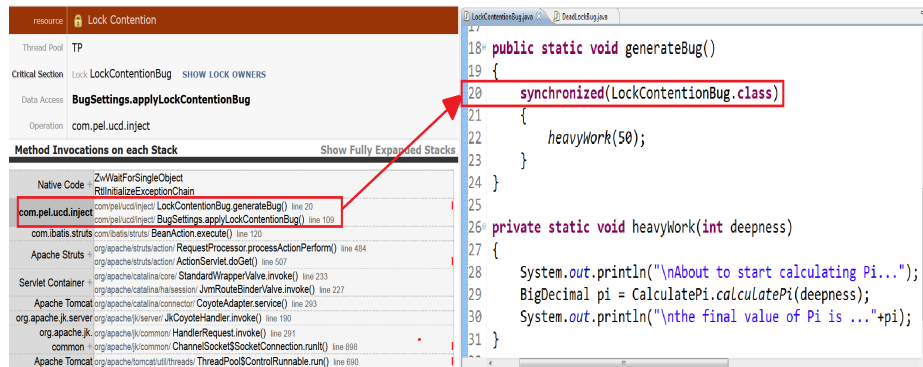 resource Lock Contention
Thread Pool TP
Critical Section Lock LockContentionBug SHOW LOCK OWNERS
Data Access BugSettings.applyLockContentionBug
Operation com.pel.ucd.inject
Method Invocations on each Stack Show Fully Expanded Stacks
Native Code + ZwWaitForSingleObject
RtlInitializeExceptionChain
com.pel.ucd.inject com/pel/ucd/inject/ LockContentionBug.generateBug() line 20
com/pel/ucd/inject/ BugSettings.applyLockContentionBug() line 109
com.ibatis.struts com/ibatis/struts/ BeanAction.execute() line 120
Apache Struts + org/apache/struts/action/ RequestProcessor.processActionPerform() line 484
org/apache/struts/action/ ActionServlet.doGet() line 507
Servlet Container + org/apache/catalina/core/ StandardWrapperValve.invoke() line 233
org/apache/catalina/ha/session/ JvmRouteBinderValve.invoke() line 227
Apache Tomcat org/apache/catalina/connector/ CoyoteAdapter.service() line 293
org.apache.jk.server org/apache/jk/server/ JkCoyoteHandler.invoke() line 190
org.apache.jk. org/apache/jk/common/ HandlerRequest.invoke() line 291
common + org/apache/jk/common/ ChannelSocket$SocketConnection.runIt() line 898
Apache Tomcat org/apache/tomcat/util/threads/ ThreadPool$ControlRunnable.run() line 690
LockContentionBug.java DeadLockBug.java
17
18 public static void generateBug()
19 {
20 synchronized(LockContentionBug.class)
21 {
22 heavyWork(50);
23 }
24 }
25
26 private static void heavyWork(int deepness)
27 {
28 System.out.println("\nAbout to start calculating Pi...");
29 BigDecimal pi = CalculatePi.calculatePi(deepness);
30 System.out.println("\nthe final value of Pi is ..."+pi);
31 }